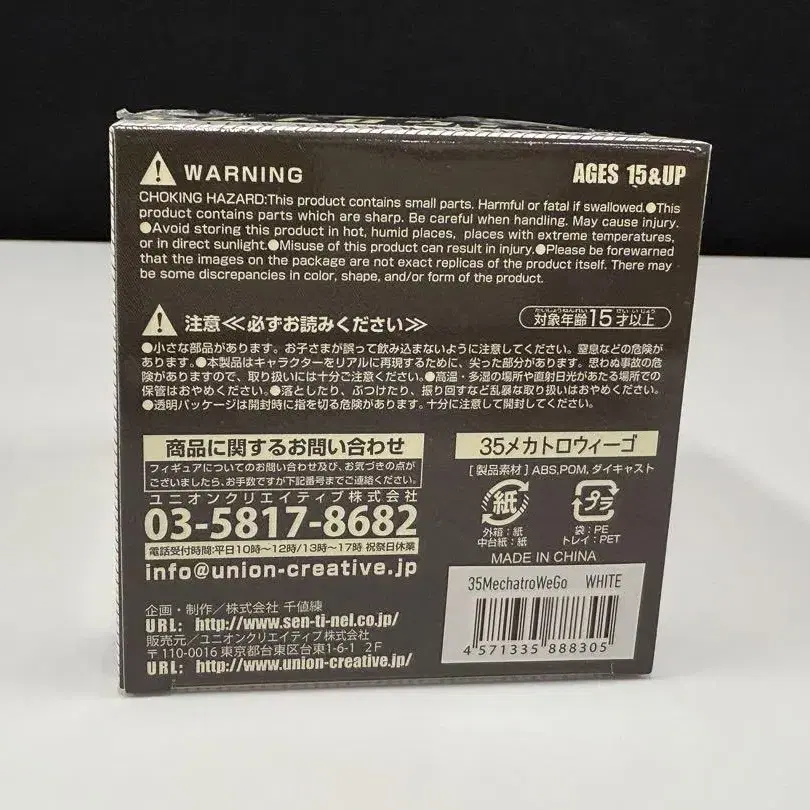 WARNING
AGES 15&UP
CHOKING HAZARD:This product contains small parts. Harmful or fatal if swallowed.●This
product contains parts which are sharp. Be careful when handling. May cause injury.
●Avoid storing this product in hot, humid places, places with extreme temperatures,
or in direct sunlight.●Misuse of this product can result in injury.●Please be forewarned
that the images on the package are not exact replicas of the product itself. There may
be some discrepancies in color, shape, and/or form of the product.
注意≪必ずお読みください≫
たいしょうねんれい さい いじょう
対象年齢15才以上
●小さな部品があります。お子さまが誤って飲み込まないように注意してください。窒息などの危険が
あります。●本製品はキャラクターをリアルに再現するために、尖った部分があります。思わぬ事故の危
険がありますので、取り扱いには十分ご注意ください。●高温・多湿の場所や直射日光があたる場所での
保管はおやめください。●落としたり、ぶつけたり、振り回すなど乱暴な取り扱いはおやめください。
●透明パッケージは開封時に指を切る危険があります。十分に注意して開封してください。
商品に関するお問い合わせ
フィギュアについてのお問い合わせ及び、お気づきの点が
ございましたら、お手数ですが下記番号までご連絡ください。
ユニオンクリエイティブ株式会社
03-5817-8682
電話受付時間:平日10時～12時/13時～17時 祝祭日休業
info@union-creative.jp
企画・制作／株式会社 千値練
URL: http://www.sen-ti-nel.co.jp/
販売元／ユニオンクリエイティブ株式会社
〒110-0016 東京都台東区台東1-6-1 2F
URL: http://www.union-creative.jp/
35メカトロウィーゴ
[製品素材] ABS,POM,ダイキャスト
紙
外箱：紙
中台紙：紙
プラ
袋：PE
トレイ：PET
MADE IN CHINA
35MechatroWeGo WHITE
4 571335 888305